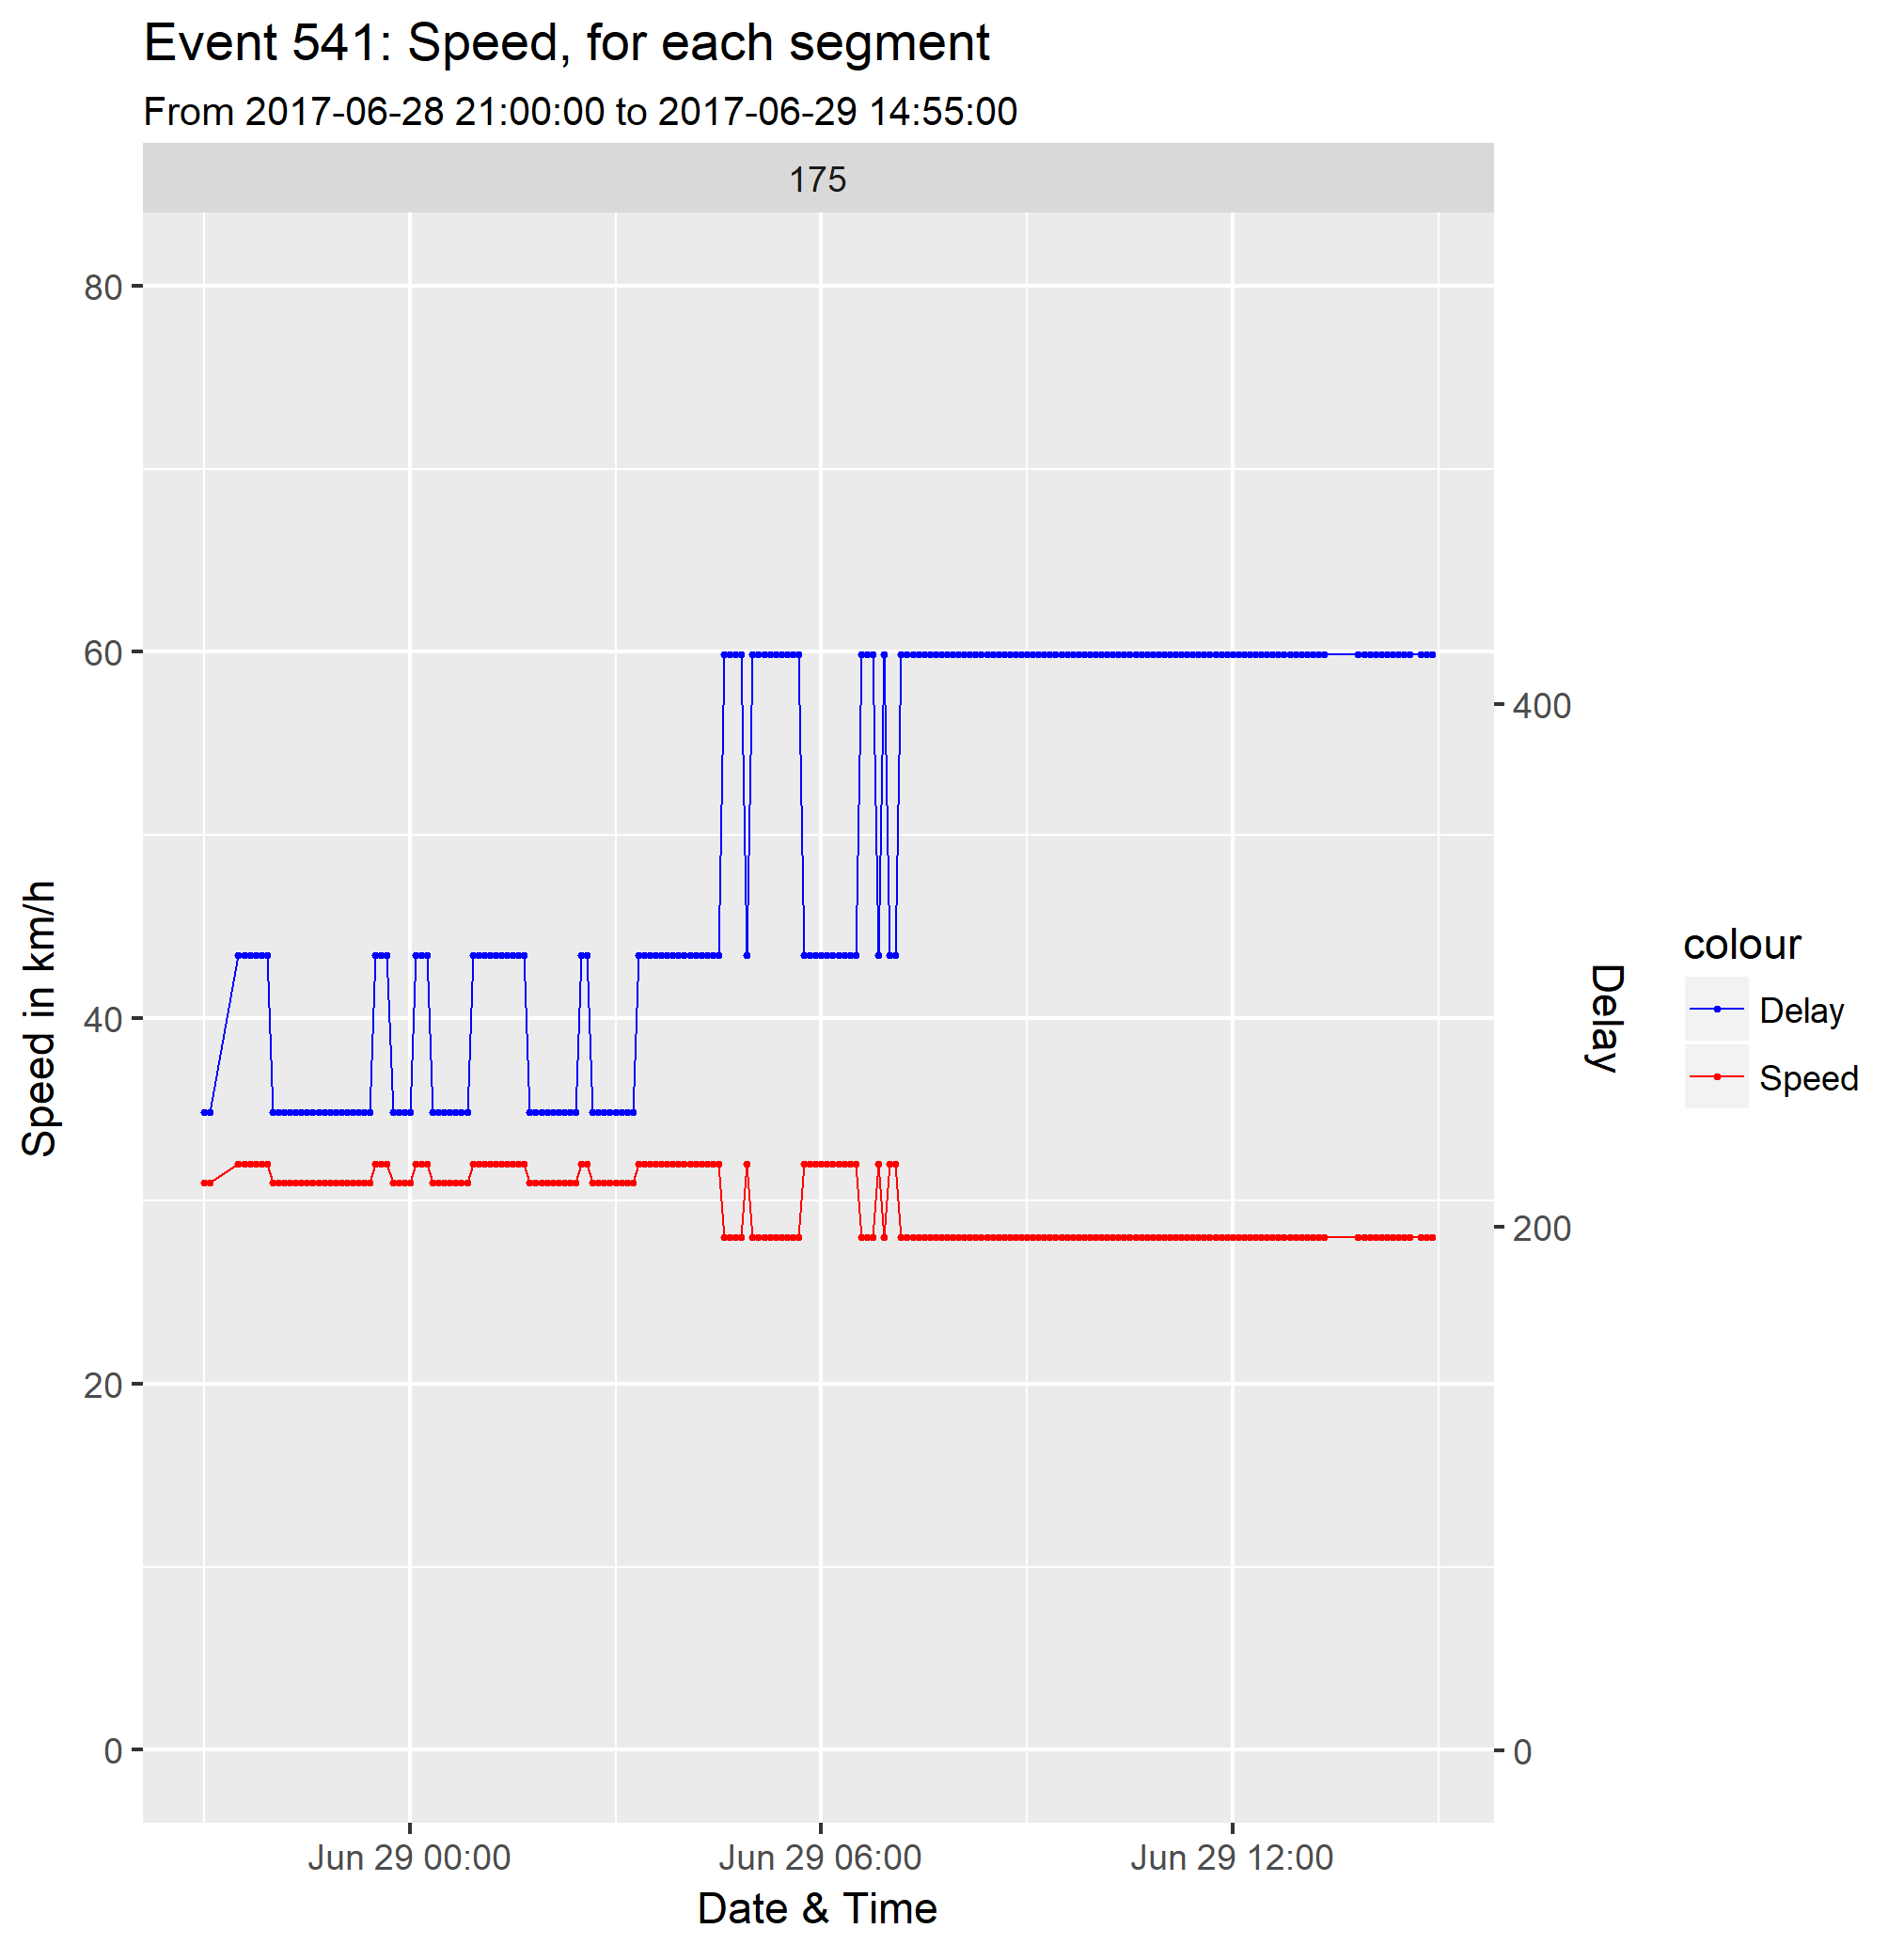 Event 541: Speed, for each segment
From 2017-06-28 21:00:00 to 2017-06-29 14:55:00
175
80
60
40
20
0
Speed in km/h
400
200
0
Delay
colour
Delay
Speed
Jun 29 00:00
Jun 29 06:00
Jun 29 12:00
Date & Time